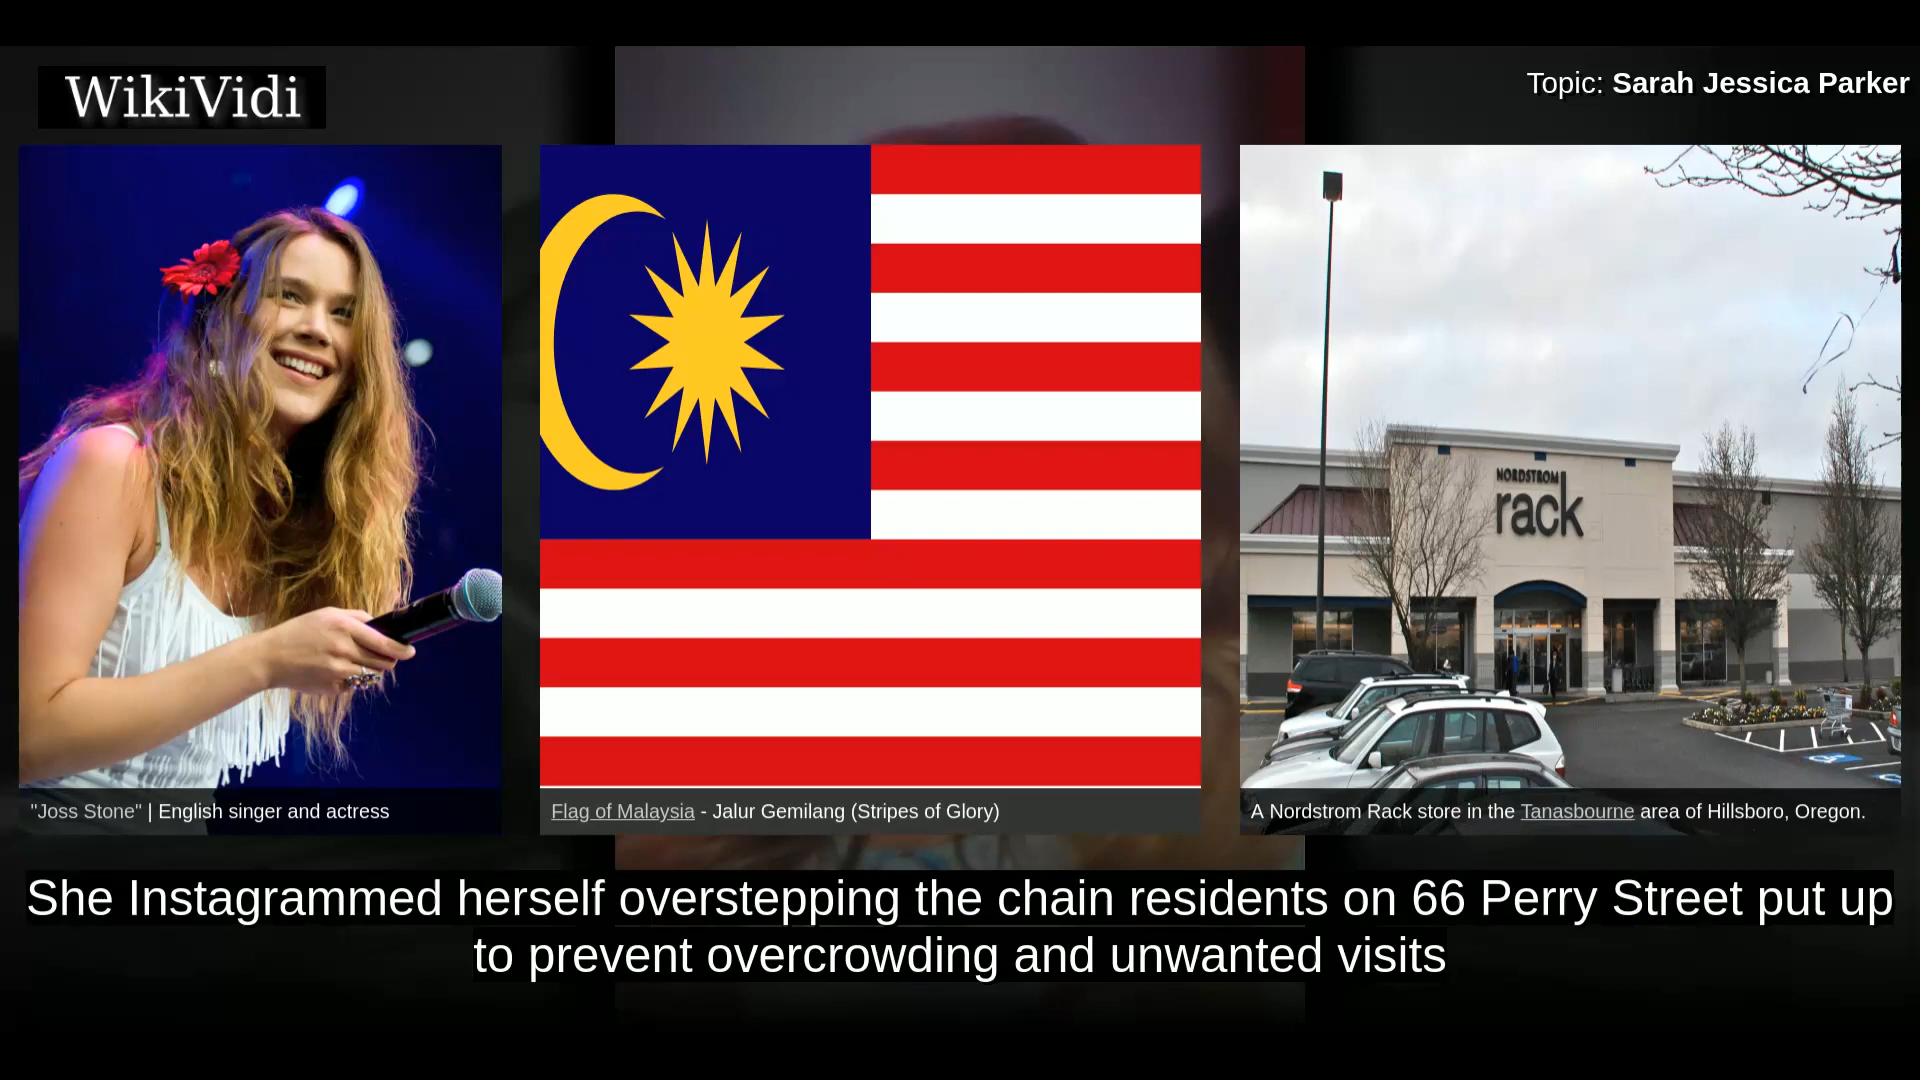 WikiVidi
Topic: Sarah Jessica Parker
NORDSTROM
rack
"Joss Stone" | English singer and actress
Flag of Malaysia - Jalur Gemilang (Stripes of Glory)
A Nordstrom Rack store in the Tanasbourne area of Hillsboro, Oregon.
She Instagrammed herself overstepping the chain residents on 66 Perry Street put up
to prevent overcrowding and unwanted visits